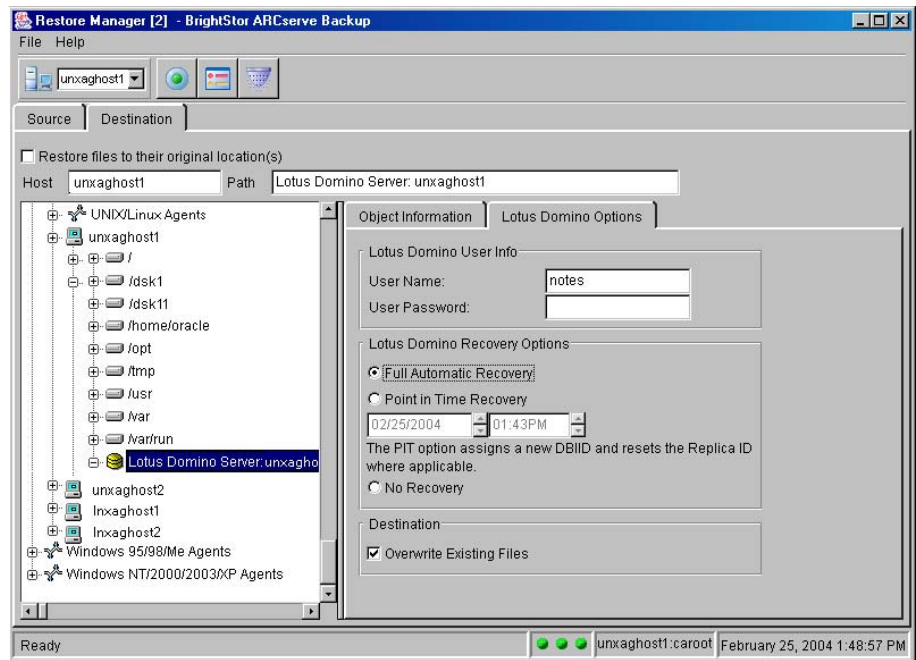 Restore Manager [2] - BrightStor ARCserve Backup
File Help
unxaghost1
Source Destination
Restore files to their original location(s)
Host unxaghost1 Path Lotus Domino Server: unxaghost1
UNIX/Linux Agents
unxaghost1
/
/dsk1
/dsk11
/home/oracle
/opt
/tmp
/usr
/var
/var/run
Lotus Domino Server:unxagho
unxaghost2
lnxaghost1
lnxaghost2
Windows 95/98/Me Agents
Windows NT/2000/2003/XP Agents
Object Information Lotus Domino Options
Lotus Domino User Info
User Name: notes
User Password:
Lotus Domino Recovery Options
Full Automatic Recovery
Point in Time Recovery
02/25/2004 01:43PM
The PIT option assigns a new DBIID and resets the Replica ID
where applicable.
No Recovery
Destination
Overwrite Existing Files
Ready unxaghost1:caroot February 25, 2004 1:48:57 PM